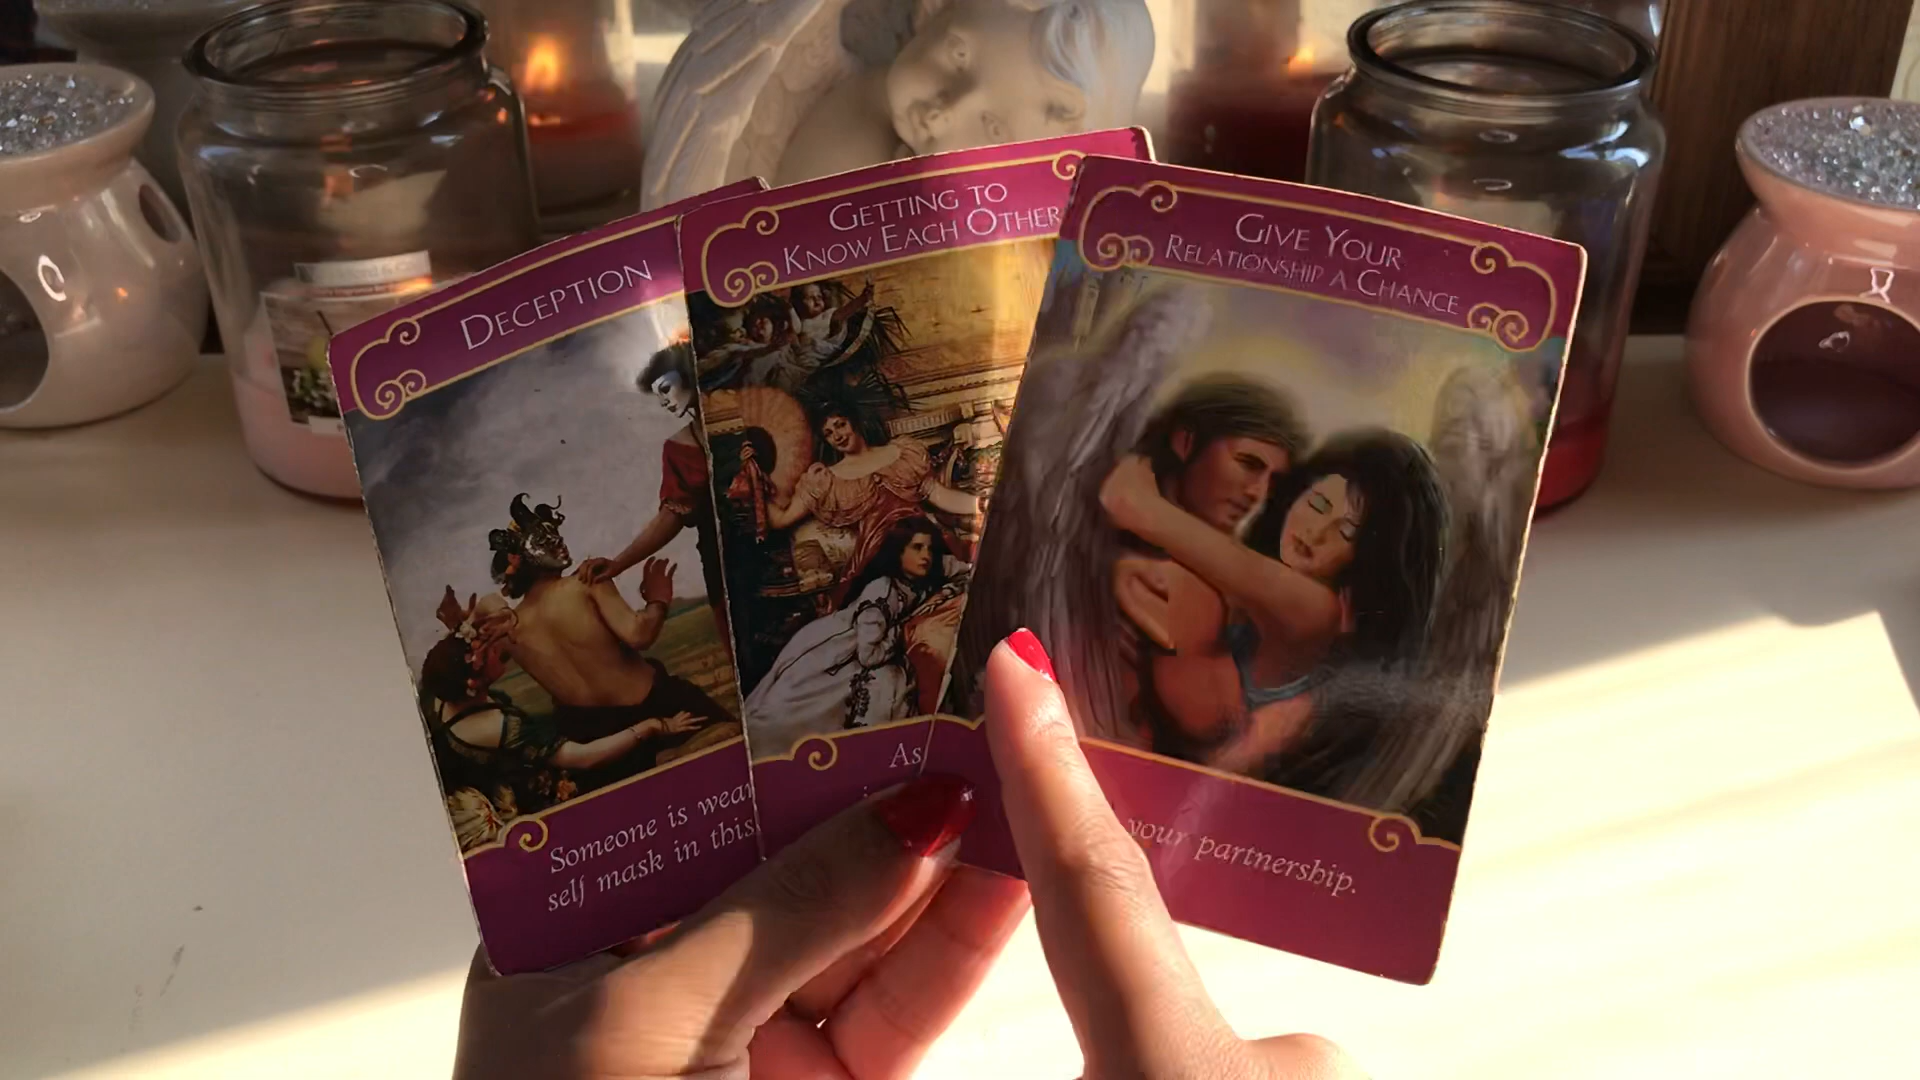 DECEPTION
Someone is wear
self mask in this
GETTING TO
KNOW EACH OTHER
As
GIVE YOUR
RELATIONSHIP A CHANCE
your partnership.